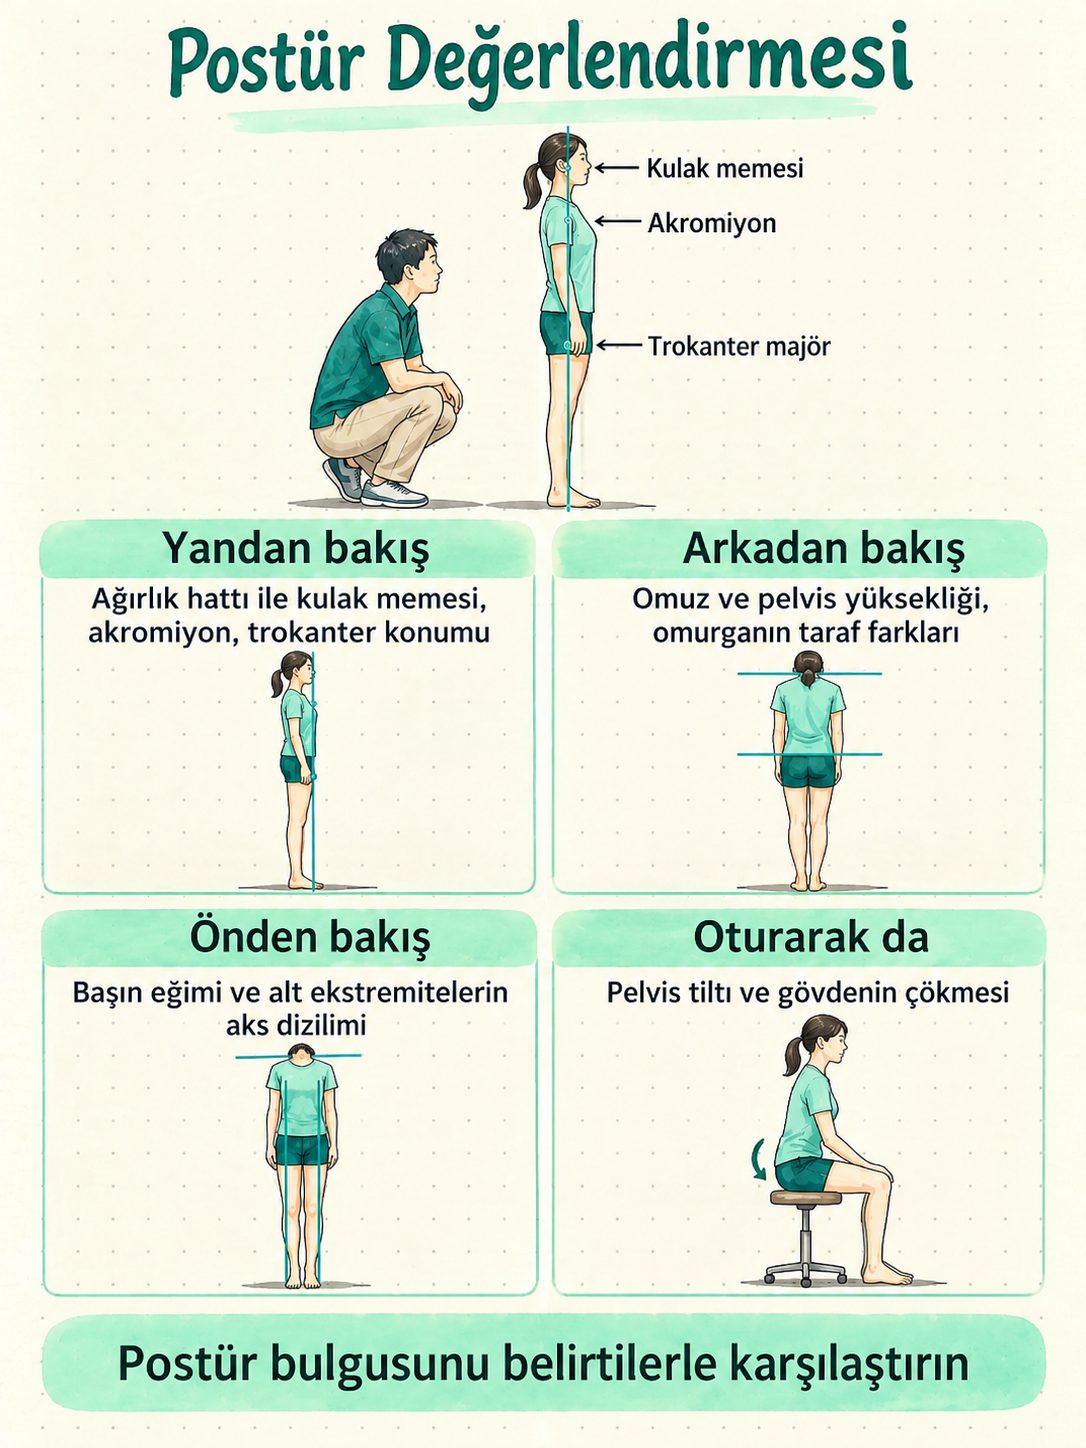 Postür Değerlendirmesi
Kulak memesi
Akromiyon
Trokanter majör
Yandan bakış
Ağırlık hattı ile kulak memesi,
akromiyon, trokanter konumu
Arkadan bakış
Omuz ve pelvis yüksekliği,
omurganın taraf farkları
Önden bakış
Başın eğimi ve alt ekstremitelerin
aks dizilimi
Oturarak da
Pelvis tiltı ve gövdenin çökmesi
Postür bulgusunu belirtilerle karşılaştırın